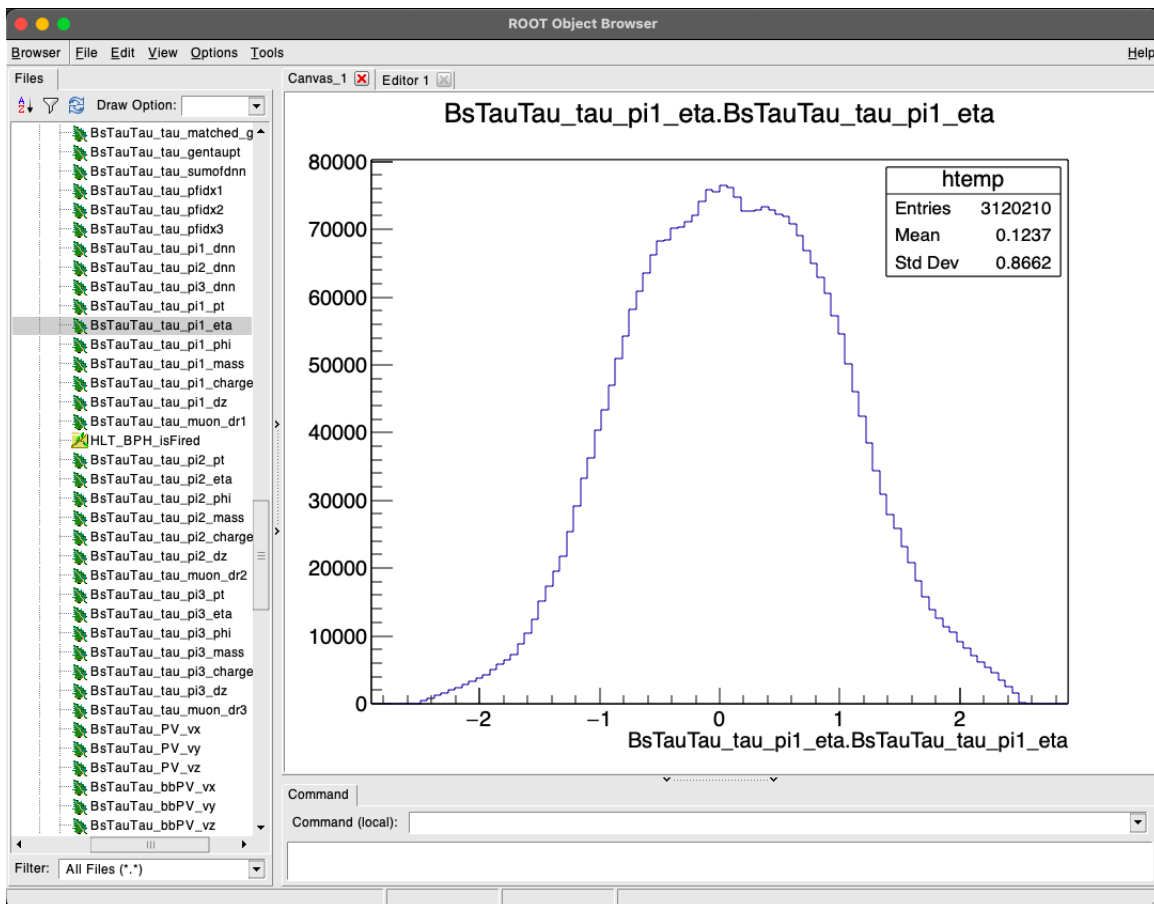 ROOT Object Browser
Browser File Edit View Options Tools Help
Files
Draw Option:
BsTauTau_tau_matched_g
BsTauTau_tau_gentaupt
BsTauTau_tau_sumofdnn
BsTauTau_tau_pfidx1
BsTauTau_tau_pfidx2
BsTauTau_tau_pfidx3
BsTauTau_tau_pi1_dnn
BsTauTau_tau_pi2_dnn
BsTauTau_tau_pi3_dnn
BsTauTau_tau_pi1_pt
BsTauTau_tau_pi1_eta
BsTauTau_tau_pi1_phi
BsTauTau_tau_pi1_mass
BsTauTau_tau_pi1_charge
BsTauTau_tau_pi1_dz
BsTauTau_tau_muon_dr1
HLT_BPH_isFired
BsTauTau_tau_pi2_pt
BsTauTau_tau_pi2_eta
BsTauTau_tau_pi2_phi
BsTauTau_tau_pi2_mass
BsTauTau_tau_pi2_charge
BsTauTau_tau_pi2_dz
BsTauTau_tau_muon_dr2
BsTauTau_tau_pi3_pt
BsTauTau_tau_pi3_eta
BsTauTau_tau_pi3_phi
BsTauTau_tau_pi3_mass
BsTauTau_tau_pi3_charge
BsTauTau_tau_pi3_dz
BsTauTau_tau_muon_dr3
BsTauTau_PV_vx
BsTauTau_PV_vy
BsTauTau_PV_vz
BsTauTau_bbPV_vx
BsTauTau_bbPV_vy
BsTauTau_bbPV_vz
Filter: All Files (*.*)
Canvas_1 Editor 1
BsTauTau_tau_pi1_eta.BsTauTau_tau_pi1_eta
htemp
Entries 3120210
Mean 0.1237
Std Dev 0.8662
80000
70000
60000
50000
40000
30000
20000
10000
0
−2 −1 0 1 2
BsTauTau_tau_pi1_eta.BsTauTau_tau_pi1_eta
Command
Command (local):